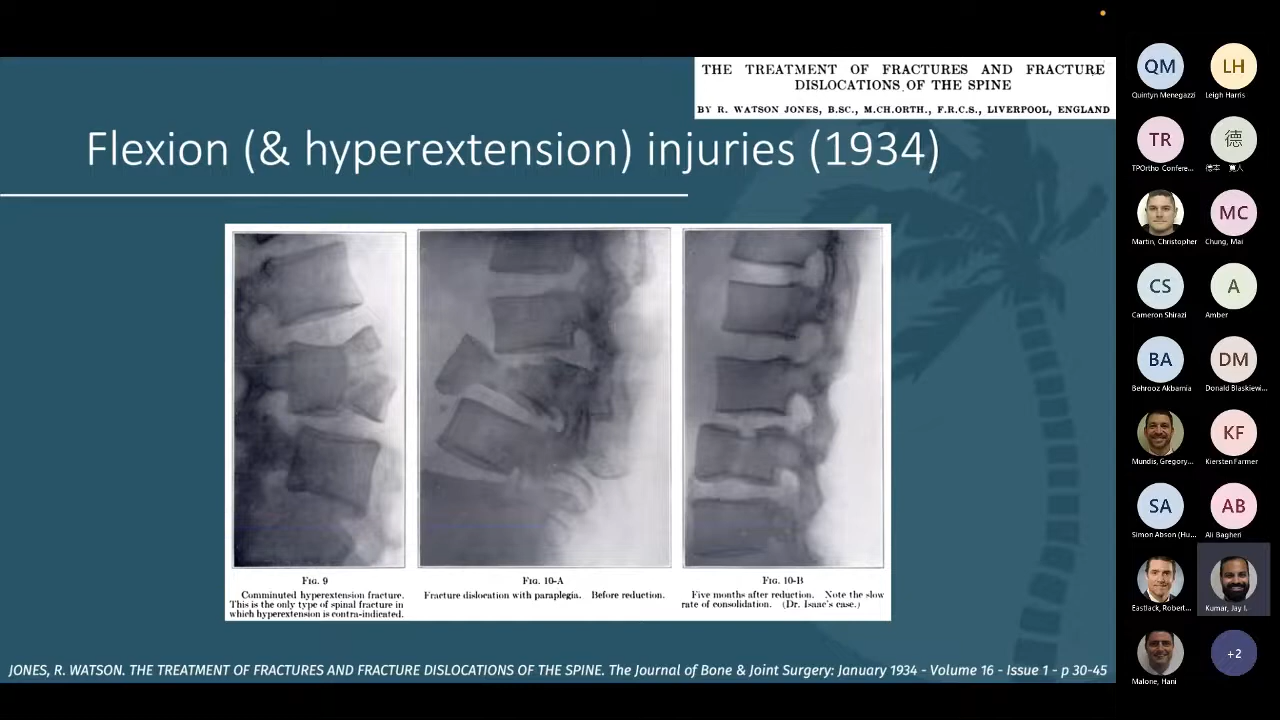 THE TREATMENT OF FRACTURES AND FRACTURE
DISLOCATIONS OF THE SPINE
BY R. WATSON JONES, B.SC., M.CH.ORTH., F.R.C.S., LIVERPOOL, ENGLAND
Flexion (& hyperextension) injuries (1934)
FIG. 9
Comminuted hyperextension fracture.
This is the only type of spinal fracture in
which hyperextension is contra-indicated.
FIG. 10-A
Fracture dislocation with paraplegia. Before reduction.
FIG. 10-B
Five months after reduction. Note the slow
rate of consolidation. (Dr. Isaac's case.)
JONES, R. WATSON. THE TREATMENT OF FRACTURES AND FRACTURE DISLOCATIONS OF THE SPINE. The Journal of Bone & Joint Surgery: January 1934 - Volume 16 - Issue 1 - p 30-45
QM
Quintyn Menegazzi
LH
Leigh Harris
TR
TPOrtho Confere...
德
Martin, Christopher
MC
Chung, Mai
CS
Cameron Shirazi
A
Amber
BA
Behrooz Akbarnia
DM
Donald Blaskiewi...
Mundis, Gregory...
KF
Kiersten Farmer
SA
Simon Abson (Hu...
AB
Ali Bagheri
Eastlack, Robert...
Kumar, Jay I.
Malone, Hani
+2